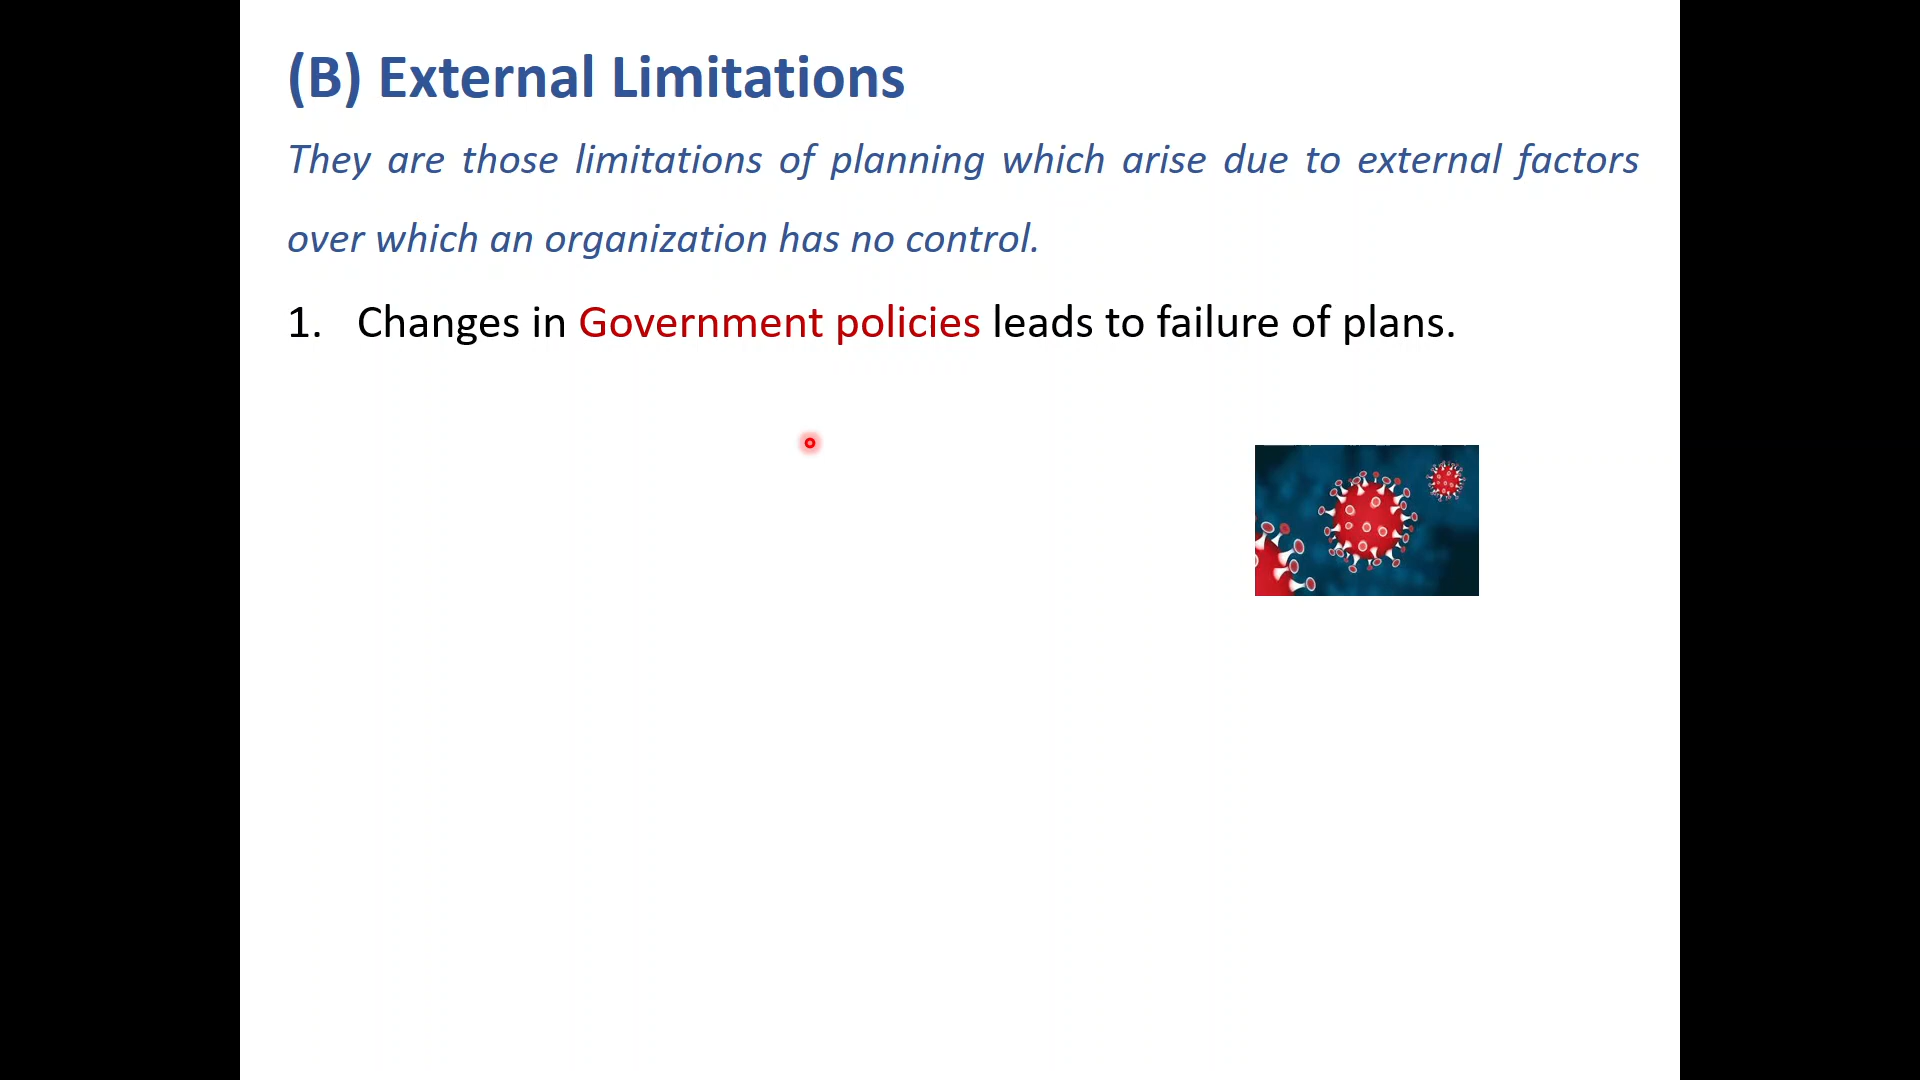 (B) External Limitations
They are those limitations of planning which arise due to external factors
over which an organization has no control.
1. Changes in Government policies leads to failure of plans.